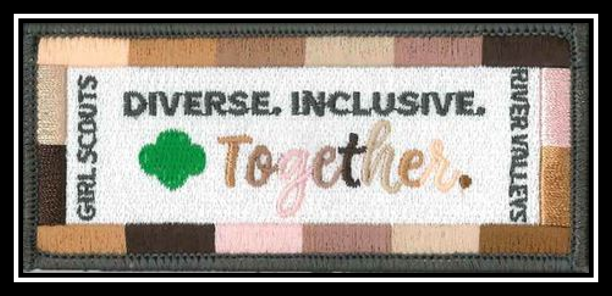 GIRL SCOUTS
DIVERSE. INCLUSIVE.
Together.
RIVER VALLEYS